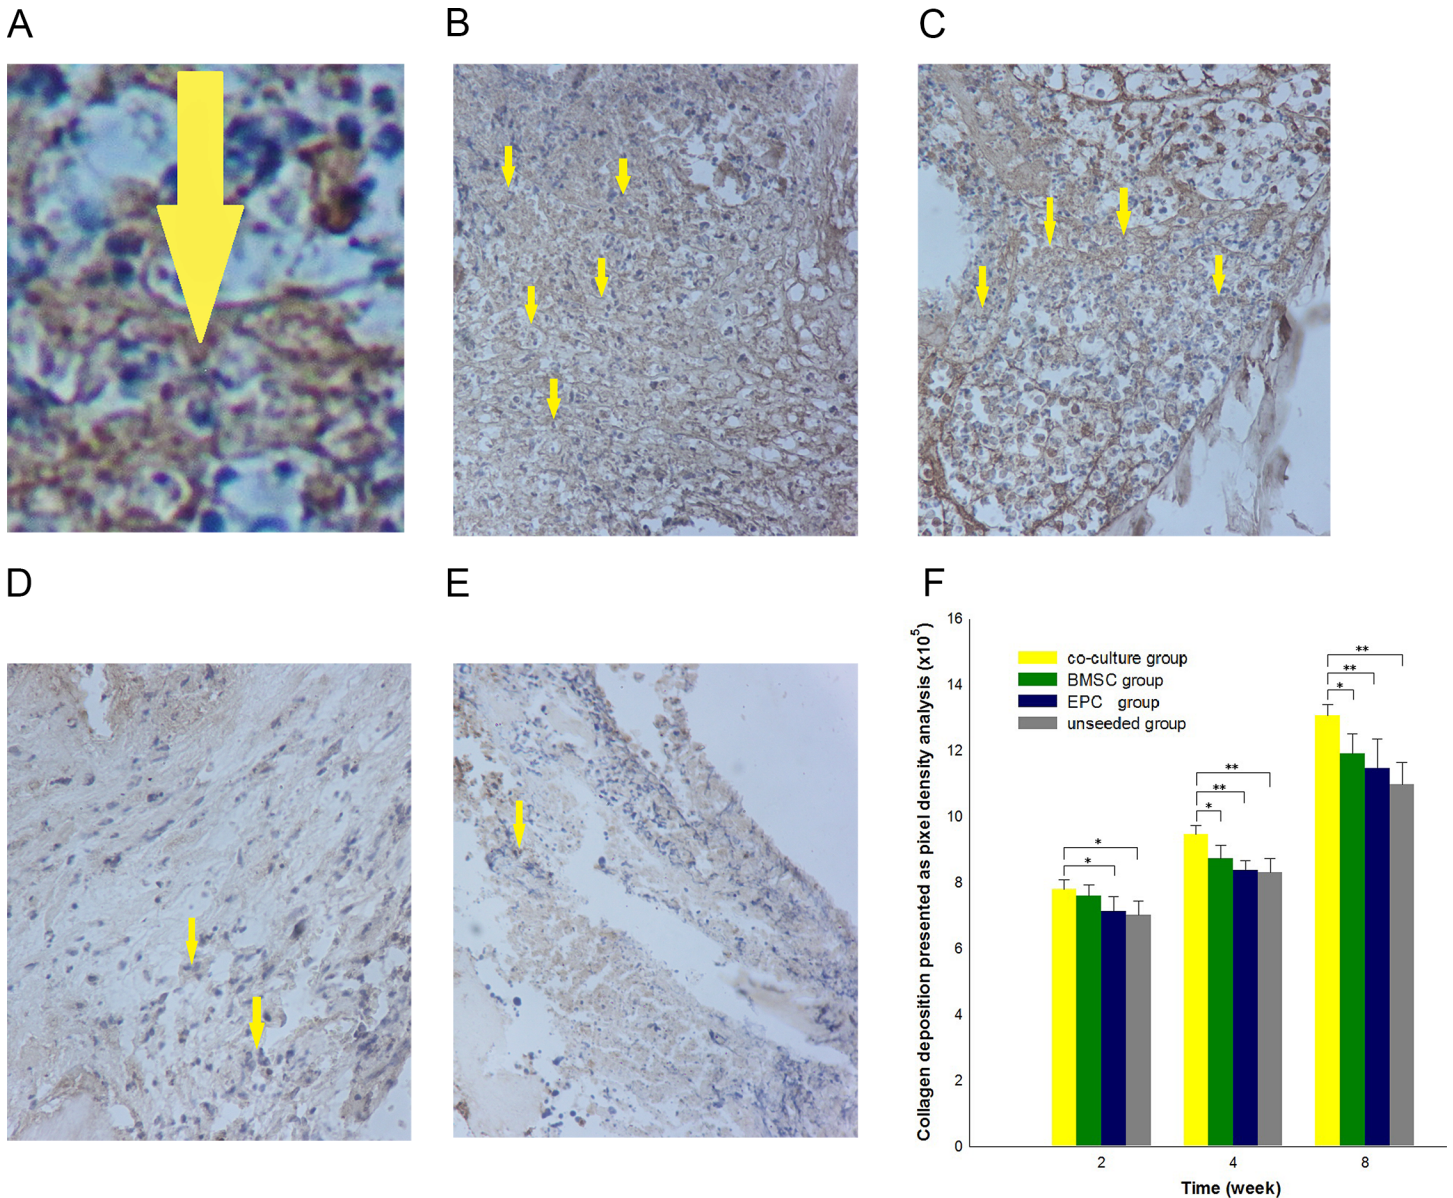 A
B
C
D
E
F
Collagen deposition presented as pixel density analysis (x10⁵)
16
14
12
10
8
6
4
2
0
co-culture group
BMSC group
EPC group
unseeded group
*
*
*
**
**
*
**
**
2
4
8
Time (week)